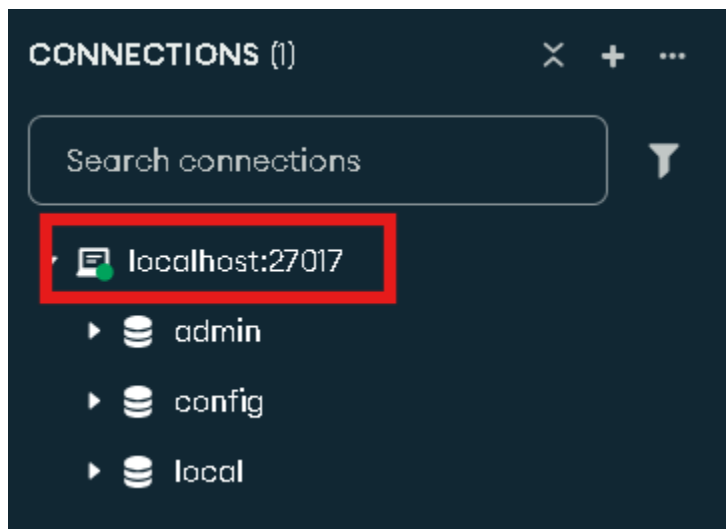 CONNECTIONS (1)
Search connections
localhost:27017
admin
config
local